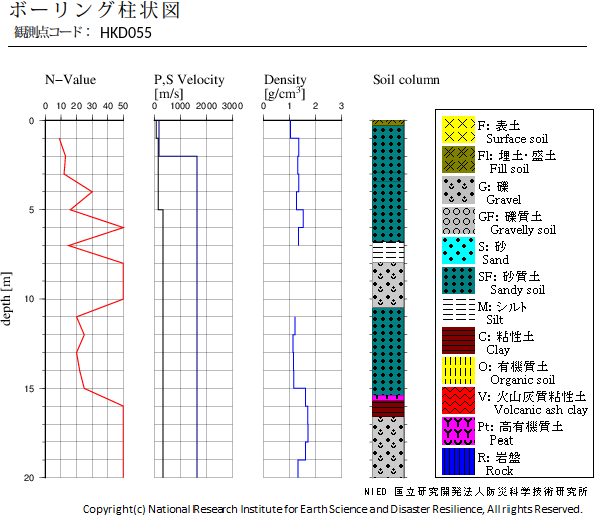 ボーリング柱状図
観測点コード： HKD055
N−Value
P,S Velocity
[m/s]
Density
[g/cm³]
Soil column
0 10 20 30 40 50
0 1000 2000 3000
0 1 2 3
0
5
10
15
20
depth [m]
F: 表土
Surface soil
Fl: 埋土・盛土
Fill soil
G: 礫
Gravel
GF: 礫質土
Gravelly soil
S: 砂
Sand
SF: 砂質土
Sandy soil
M: シルト
Silt
C: 粘性土
Clay
O: 有機質土
Organic soil
V: 火山灰質粘性土
Volcanic ash clay
Pt: 高有機質土
Peat
R: 岩盤
Rock
NIED 国立研究開発法人防災科学技術研究所
Copyright(c) National Research Institute for Earth Science and Disaster Resilience, All rights Reserved.